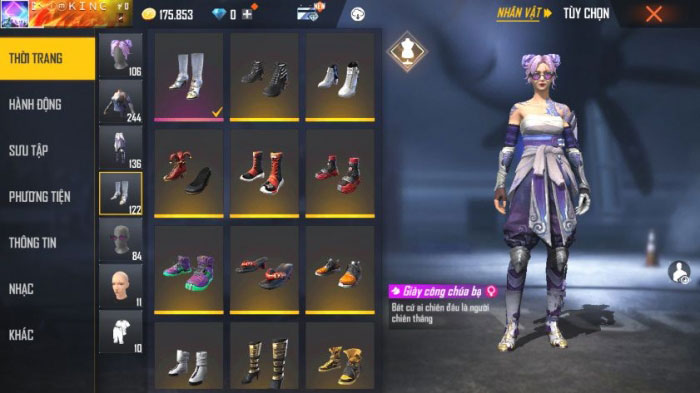 175.853
0
NEW
NHÂN VẬT
TÙY CHỌN
THỜI TRANG
HÀNH ĐỘNG
SƯU TẬP
PHƯƠNG TIỆN
THÔNG TIN
NHẠC
KHÁC
106
244
136
122
84
11
10
Giày công chúa bạ
Bất cứ ai chiến đấu là người
chiến thắng